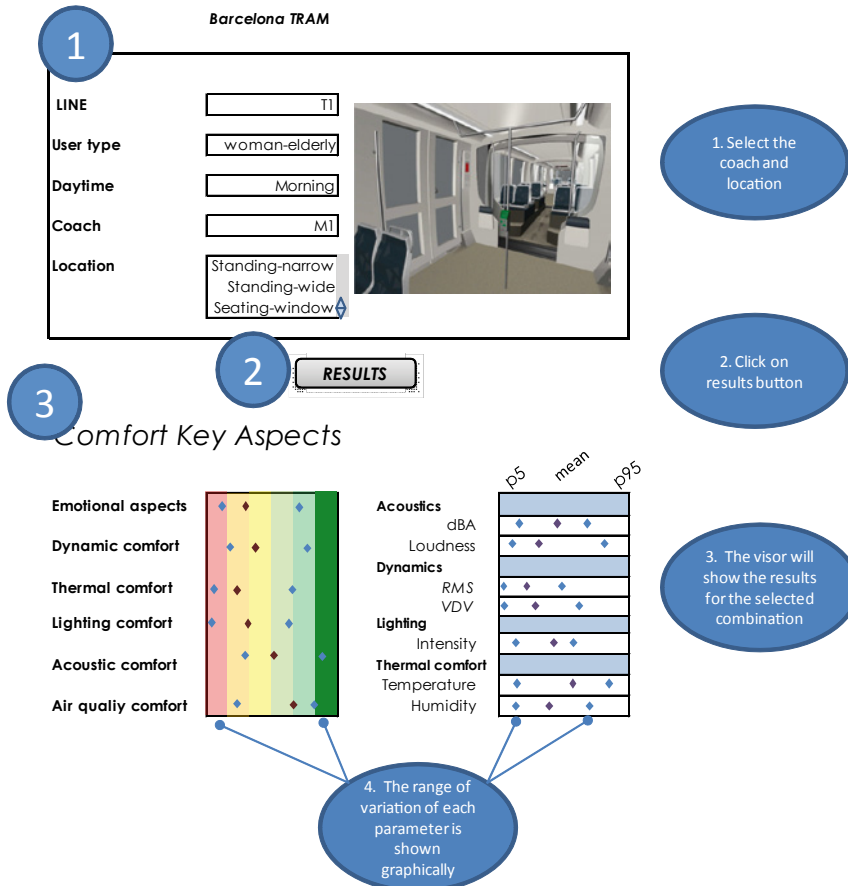 Barcelona TRAM
1
LINE
T1
User type
woman-elderly
Daytime
Morning
Coach
M1
Location
Standing-narrow
Standing-wide
Seating-window
1. Select the
coach and
location
2
RESULTS
2. Click on
results button
3
Comfort Key Aspects
p5
mean
p95
Emotional aspects
Dynamic comfort
Thermal comfort
Lighting comfort
Acoustic comfort
Air qualiy comfort
Acoustics
dBA
Loudness
Dynamics
RMS
VDV
Lighting
Intensity
Thermal comfort
Temperature
Humidity
3. The visor will
show the results
for the selected
combination
4. The range of
variation of each
parameter is
shown
graphically